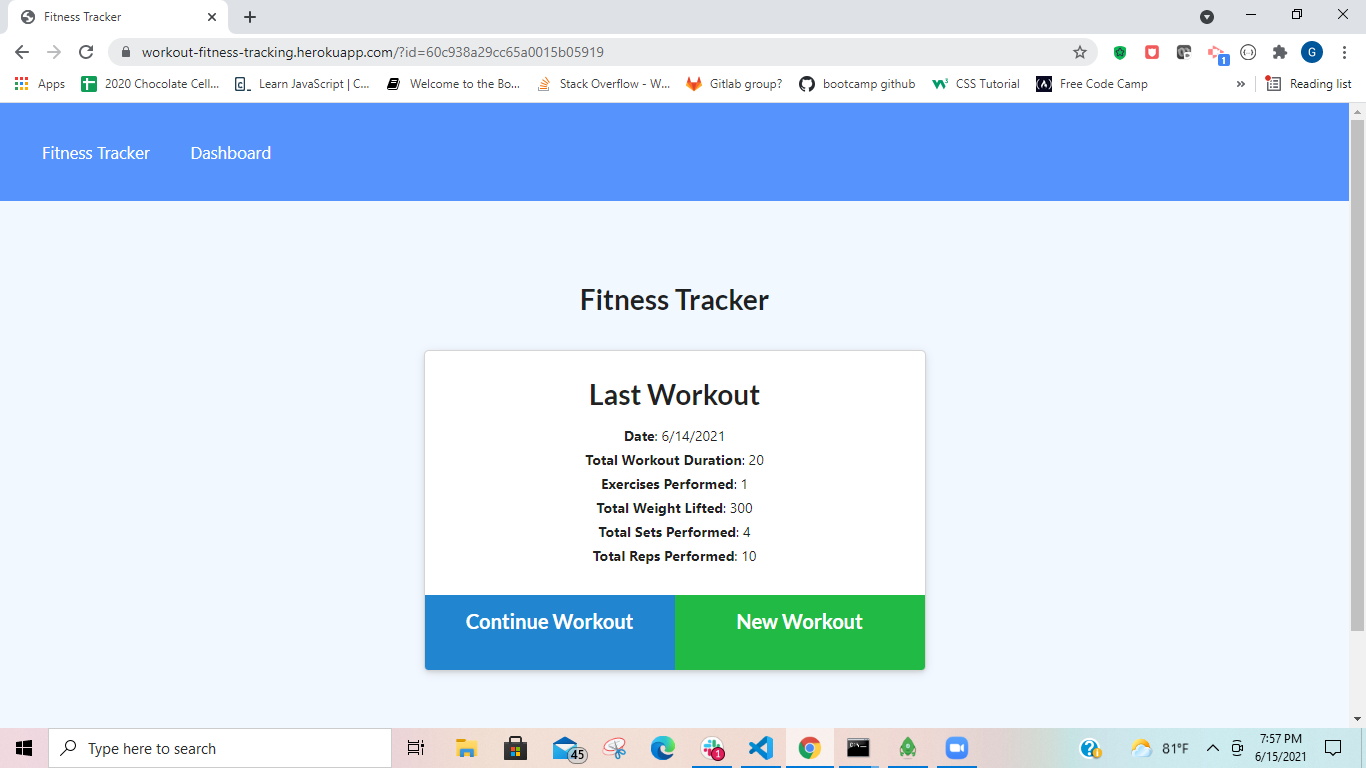 Fitness Tracker
workout-fitness-tracking.herokuapp.com/?id=60c938a29cc65a0015b05919
1
G
Apps
2020 Chocolate Cell...
Learn JavaScript | C...
Welcome to the Bo...
Stack Overflow - W...
Gitlab group?
bootcamp github
CSS Tutorial
Free Code Camp
»
Reading list
Fitness Tracker
Dashboard
Fitness Tracker
Last Workout
Date: 6/14/2021
Total Workout Duration: 20
Exercises Performed: 1
Total Weight Lifted: 300
Total Sets Performed: 4
Total Reps Performed: 10
Continue Workout
New Workout
Type here to search
45
1
81°F
7:57 PM
6/15/2021